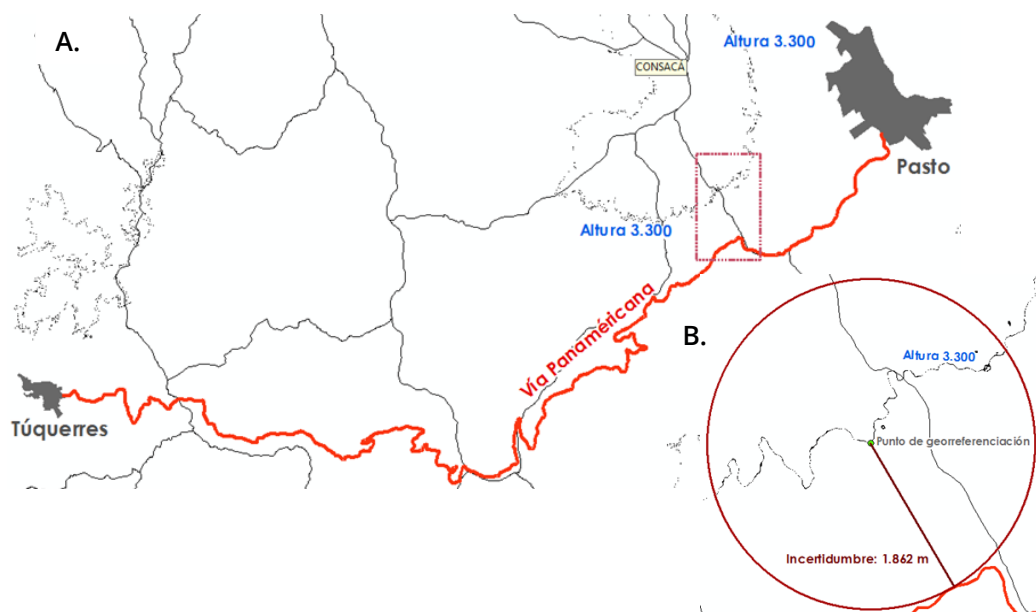 A.
Altura 3.300
CONSACÁ
Pasto
Altura 3.300
Vía Panaméricana
Túquerres
B.
Altura 3.300
Punto de georreferenciación
Incertidumbre: 1.862 m